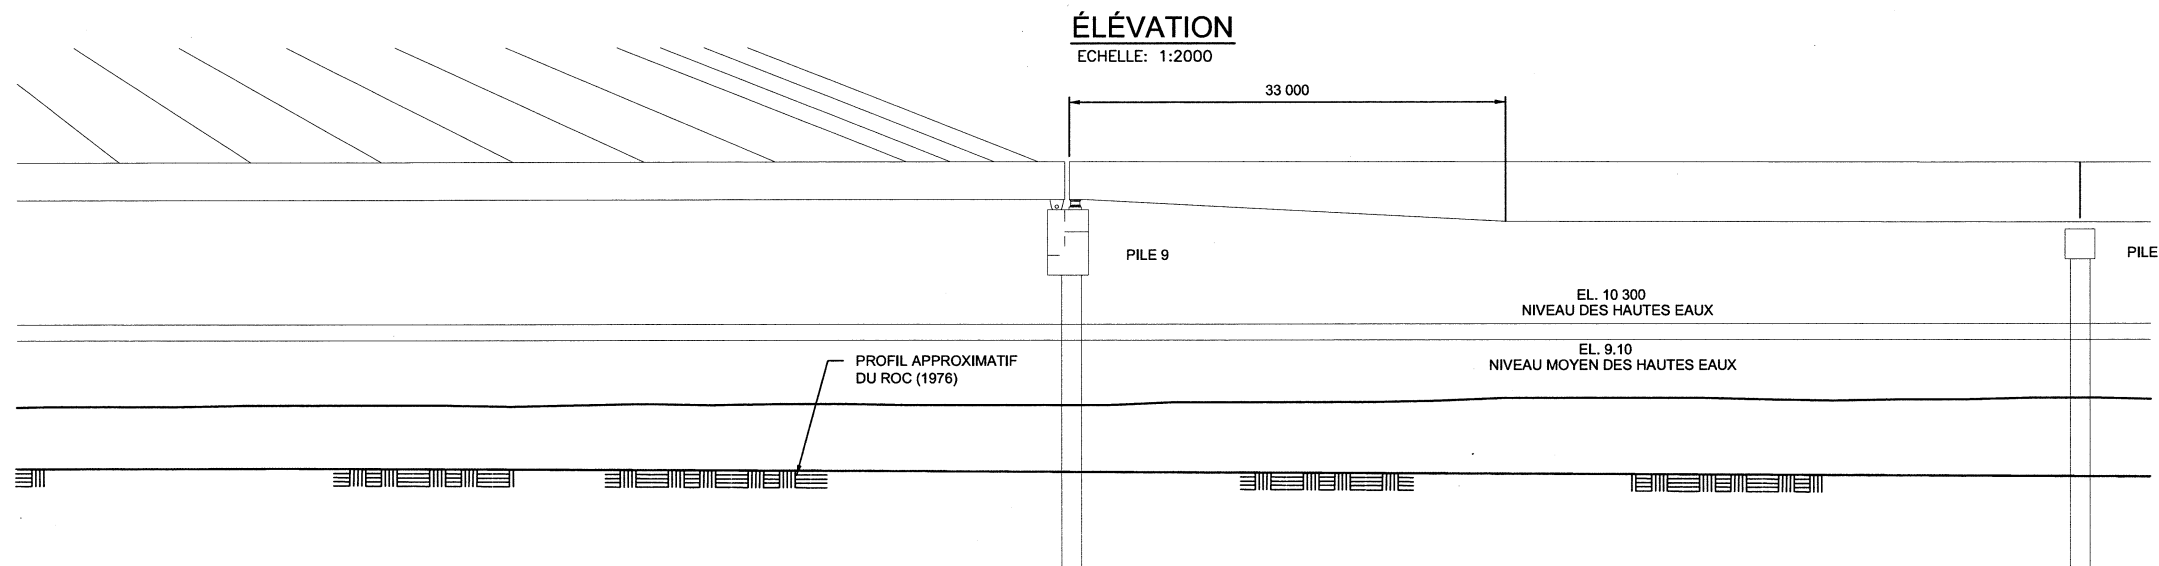 ÉLÉVATION
ECHELLE: 1:2000
33 000
PILE 9
PILE
EL. 10 300
NIVEAU DES HAUTES EAUX
EL. 9.10
NIVEAU MOYEN DES HAUTES EAUX
PROFIL APPROXIMATIF
DU ROC (1976)